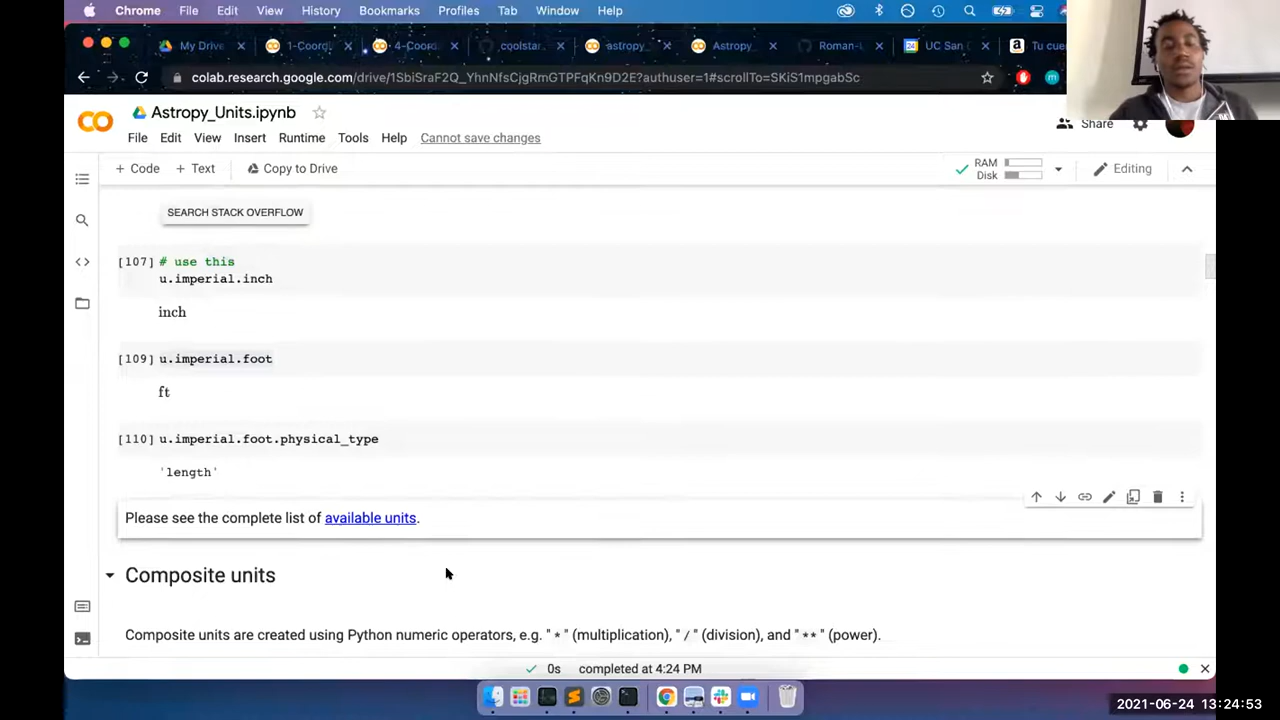 Chrome File Edit View History Bookmarks Profiles Tab Window Help
My Drive 1-Coordi 4-Coord coolstar astropy_ Astropy_ Roman-U UC San Tu cuen
colab.research.google.com/drive/1SbiSraF2Q_YhnNfsCjgRmGTPFqKn9D2E?authuser=1#scrollTo=SKiS1mpgabSc
Astropy_Units.ipynb
File Edit View Insert Runtime Tools Help Cannot save changes
Share
+ Code + Text Copy to Drive
RAM
Disk
Editing
SEARCH STACK OVERFLOW
[107] # use this
u.imperial.inch
inch
[109] u.imperial.foot
ft
[110] u.imperial.foot.physical_type
'length'
Please see the complete list of available units.
Composite units
Composite units are created using Python numeric operators, e.g. " * " (multiplication), " / " (division), and " ** " (power).
0s completed at 4:24 PM
2021-06-24 13:24:53